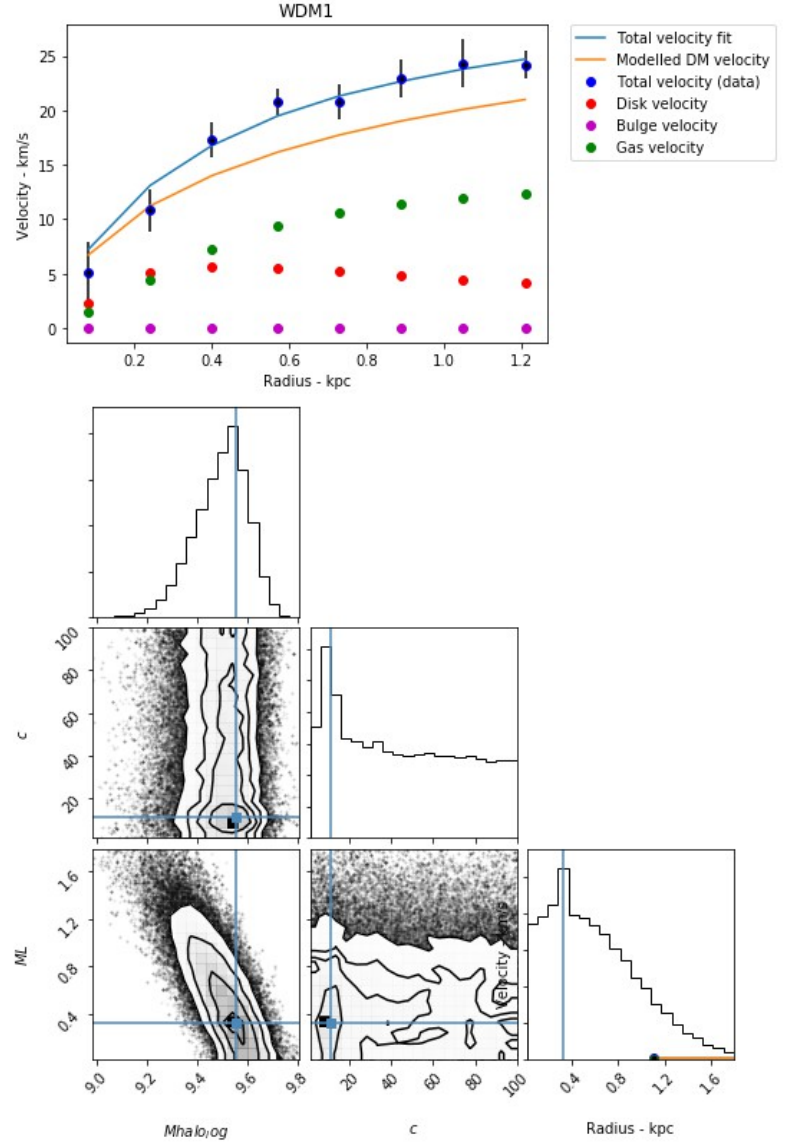 WDM1
25
20
15
10
5
0
Velocity - km/s
0.2 0.4 0.6 0.8 1.0 1.2
Radius - kpc
Total velocity fit
Modelled DM velocity
Total velocity (data)
Disk velocity
Bulge velocity
Gas velocity
100
80
60
40
20
c
1.6
1.2
0.8
0.4
ML
Velocity
9.0 9.2 9.4 9.6 9.8
20 40 60 80 100
0.4 0.8 1.2 1.6
Mhalo_log
c
Radius - kpc